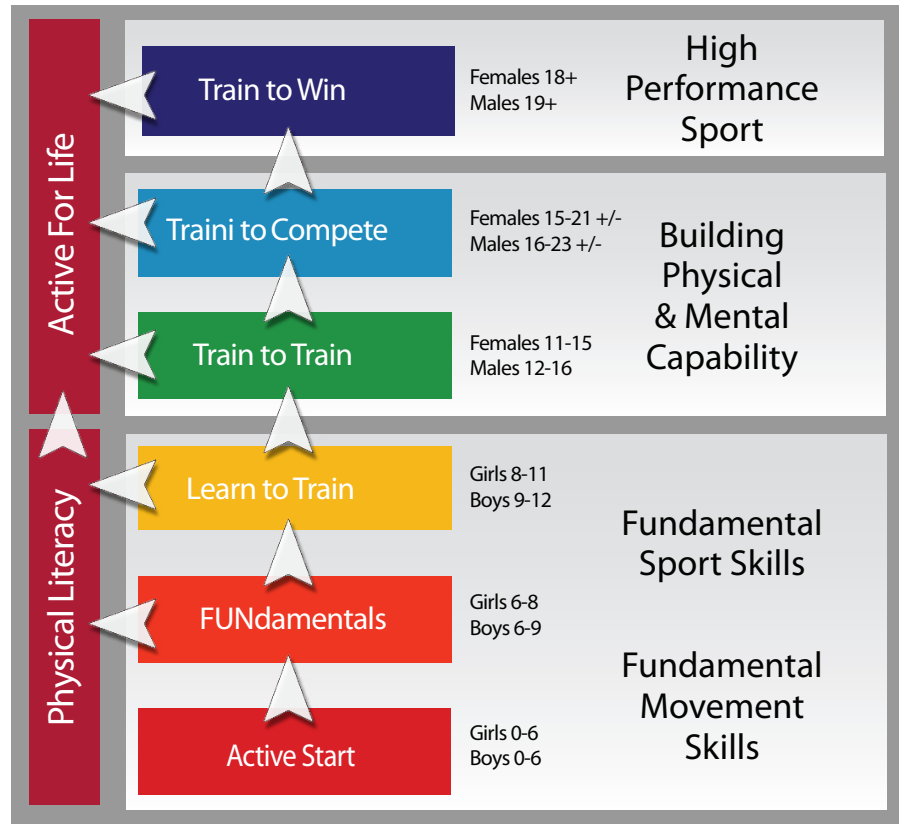 Active For Life
Physical Literacy
Train to Win
Females 18+
Males 19+
High
Performance
Sport
Traini to Compete
Females 15-21 +/-
Males 16-23 +/-
Train to Train
Females 11-15
Males 12-16
Building
Physical
& Mental
Capability
Learn to Train
Girls 8-11
Boys 9-12
Fundamental
Sport Skills
FUNdamentals
Girls 6-8
Boys 6-9
Active Start
Girls 0-6
Boys 0-6
Fundamental
Movement
Skills